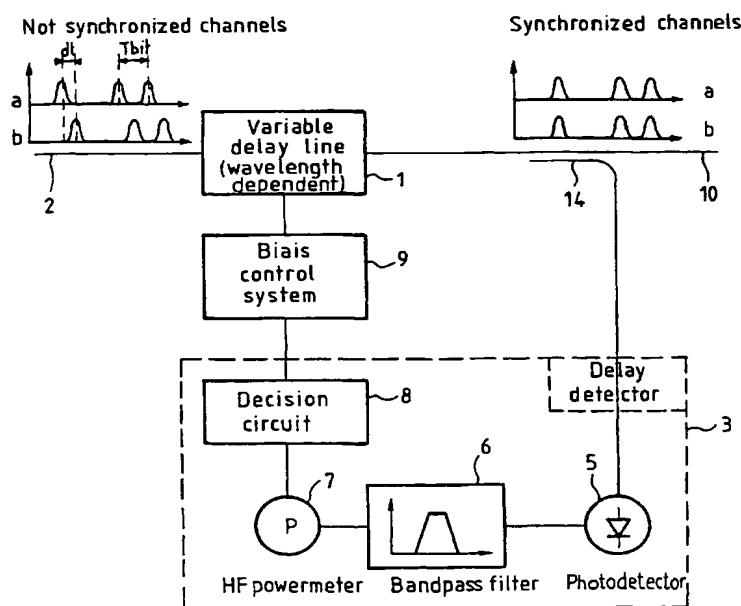 Not synchronized channels
Synchronized channels
dt
Tbit
a
b
a
b
Variable
delay line
(wavelength
dependent)
2
1
14
10
Biais
control
system
9
Decision
circuit
8
Delay
detector
3
7
6
5
P
HF powermeter
Bandpass filter
Photodetector